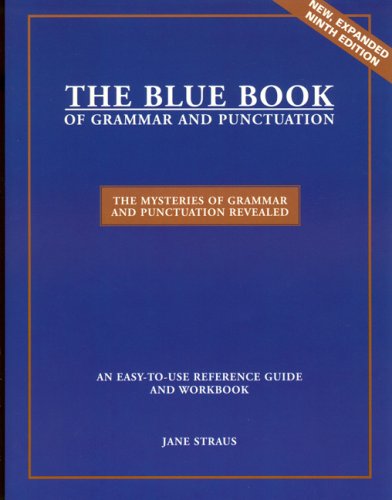 NEW, EXPANDED
NINTH EDITION
THE BLUE BOOK
OF GRAMMAR AND PUNCTUATION
THE MYSTERIES OF GRAMMAR
AND PUNCTUATION REVEALED
AN EASY-TO-USE REFERENCE GUIDE
AND WORKBOOK
JANE STRAUS